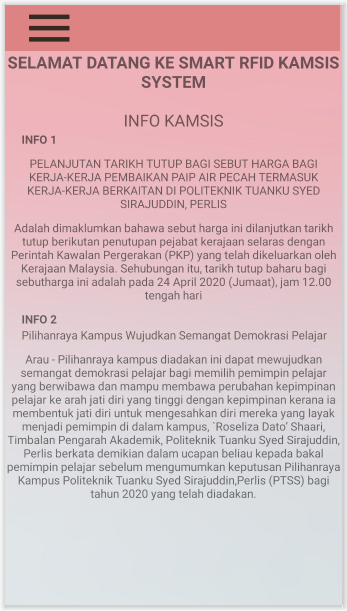 SELAMAT DATANG KE SMART RFID KAMSIS
SYSTEM
INFO KAMSIS
INFO 1
PELANJUTAN TARIKH TUTUP BAGI SEBUT HARGA BAGI
KERJA-KERJA PEMBAIKAN PAIP AIR PECAH TERMASUK
KERJA-KERJA BERKAITAN DI POLITEKNIK TUANKU SYED
SIRAJUDDIN, PERLIS
Adalah dimaklumkan bahawa sebut harga ini dilanjutkan tarikh
tutup berikutan penutupan pejabat kerajaan selaras dengan
Perintah Kawalan Pergerakan (PKP) yang telah dikeluarkan oleh
Kerajaan Malaysia. Sehubungan itu, tarikh tutup baharu bagi
sebutharga ini adalah pada 24 April 2020 (Jumaat), jam 12.00
tengah hari
INFO 2
Pilihanraya Kampus Wujudkan Semangat Demokrasi Pelajar
Arau - Pilihanraya kampus diadakan ini dapat mewujudkan
semangat demokrasi pelajar bagi memilih pemimpin pelajar
yang berwibawa dan mampu membawa perubahan kepimpinan
pelajar ke arah jati diri yang tinggi dengan kepimpinan kerana ia
membentuk jati diri untuk mengesahkan diri mereka yang layak
menjadi pemimpin di dalam kampus, `Roseliza Dato’ Shaari,
Timbalan Pengarah Akademik, Politeknik Tuanku Syed Sirajuddin,
Perlis berkata demikian dalam ucapan beliau kepada bakal
pemimpin pelajar sebelum mengumumkan keputusan Pilihanraya
Kampus Politeknik Tuanku Syed Sirajuddin,Perlis (PTSS) bagi
tahun 2020 yang telah diadakan.